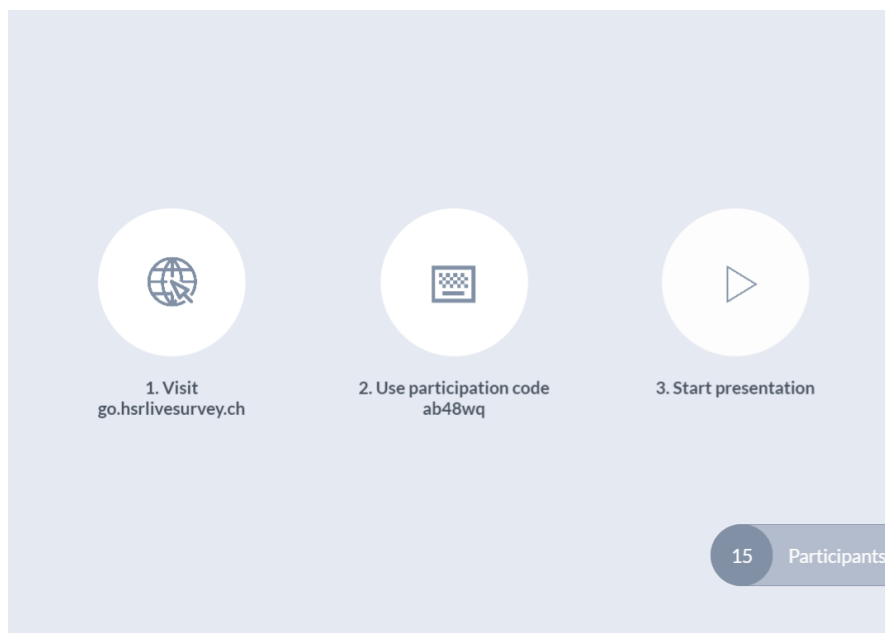 1. Visit
go.hsrlivesurvey.ch
2. Use participation code
ab48wq
3. Start presentation
15 Participants